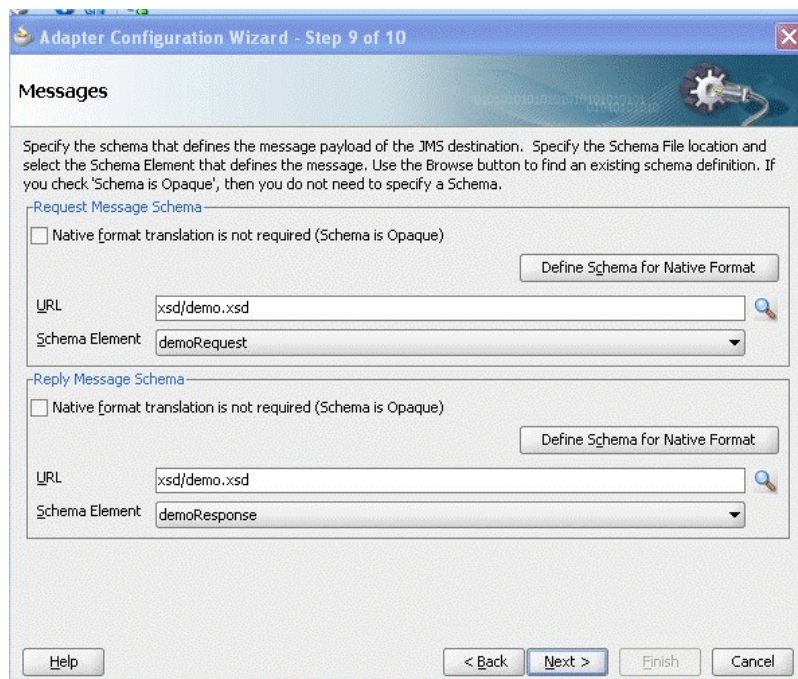 Adapter Configuration Wizard - Step 9 of 10
Messages
Specify the schema that defines the message payload of the JMS destination.  Specify the Schema File location and
select the Schema Element that defines the message. Use the Browse button to find an existing schema definition. If
you check 'Schema is Opaque', then you do not need to specify a Schema.
Request Message Schema
Native format translation is not required (Schema is Opaque)
Define Schema for Native Format
URL xsd/demo.xsd
Schema Element demoRequest
Reply Message Schema
Native format translation is not required (Schema is Opaque)
Define Schema for Native Format
URL xsd/demo.xsd
Schema Element demoResponse
Help < Back Next > Finish Cancel